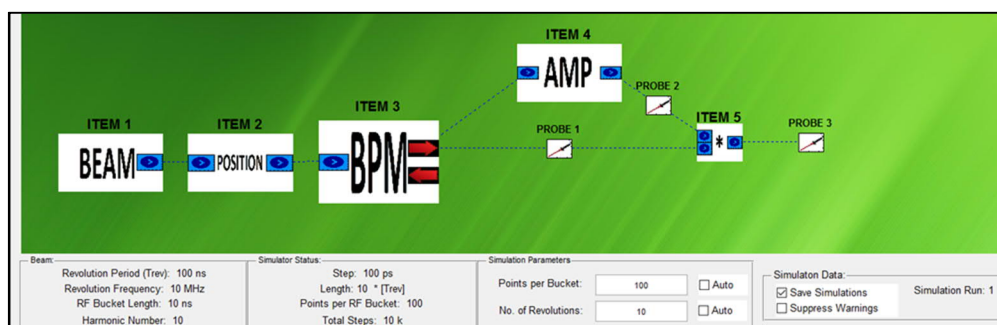 ITEM 4
AMP
PROBE 2
ITEM 3
ITEM 1
ITEM 2
PROBE 1
ITEM 5
PROBE 3
BEAM
POSITION
BPM
*
Beam:
Revolution Period (Trev): 100 ns
Revolution Frequency: 10 MHz
RF Bucket Length: 10 ns
Harmonic Number: 10
Simulator Status:
Step: 100 ps
Length: 10 * [Trev]
Points per RF Bucket: 100
Total Steps: 10 k
Simulation Parameters
Points per Bucket: 100 Auto
No. of Revolutions: 10 Auto
Simulaton Data:
Save Simulations
Suppress Warnings
Simulation Run: 1